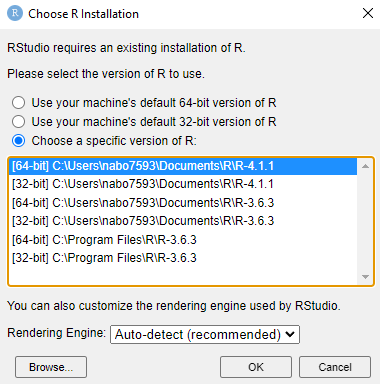 R Choose R Installation
RStudio requires an existing installation of R.
Please select the version of R to use.
Use your machine's default 64-bit version of R
Use your machine's default 32-bit version of R
Choose a specific version of R:
[64-bit] C:\Users\nabo7593\Documents\R\R-4.1.1
[32-bit] C:\Users\nabo7593\Documents\R\R-4.1.1
[64-bit] C:\Users\nabo7593\Documents\R\R-3.6.3
[32-bit] C:\Users\nabo7593\Documents\R\R-3.6.3
[64-bit] C:\Program Files\R\R-3.6.3
[32-bit] C:\Program Files\R\R-3.6.3
You can also customize the rendering engine used by RStudio.
Rendering Engine: Auto-detect (recommended)
Browse... OK Cancel